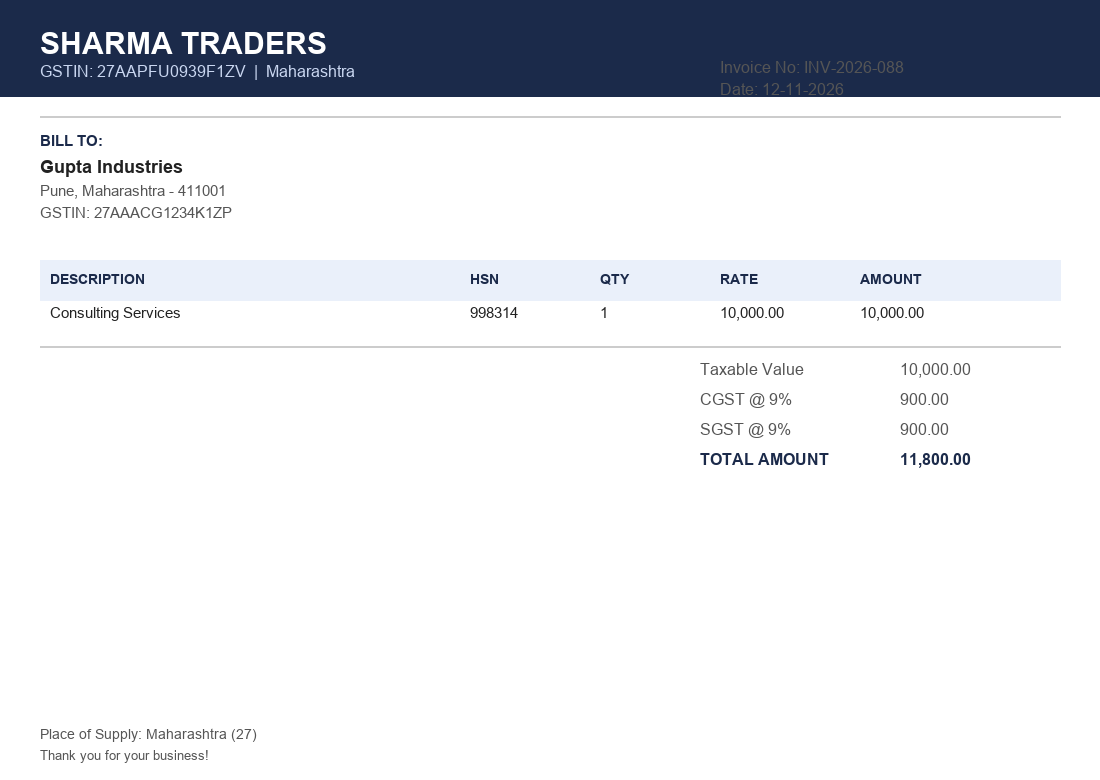 SHARMA TRADERS
GSTIN: 27AAPFU0939F1ZV | Maharashtra
Invoice No: INV-2026-088
Date: 12-11-2026
BILL TO:
Gupta Industries
Pune, Maharashtra - 411001
GSTIN: 27AAACG1234K1ZP
DESCRIPTION HSN QTY RATE AMOUNT
Consulting Services 998314 1 10,000.00 10,000.00
Taxable Value 10,000.00
CGST @ 9% 900.00
SGST @ 9% 900.00
TOTAL AMOUNT 11,800.00
Place of Supply: Maharashtra (27)
Thank you for your business!